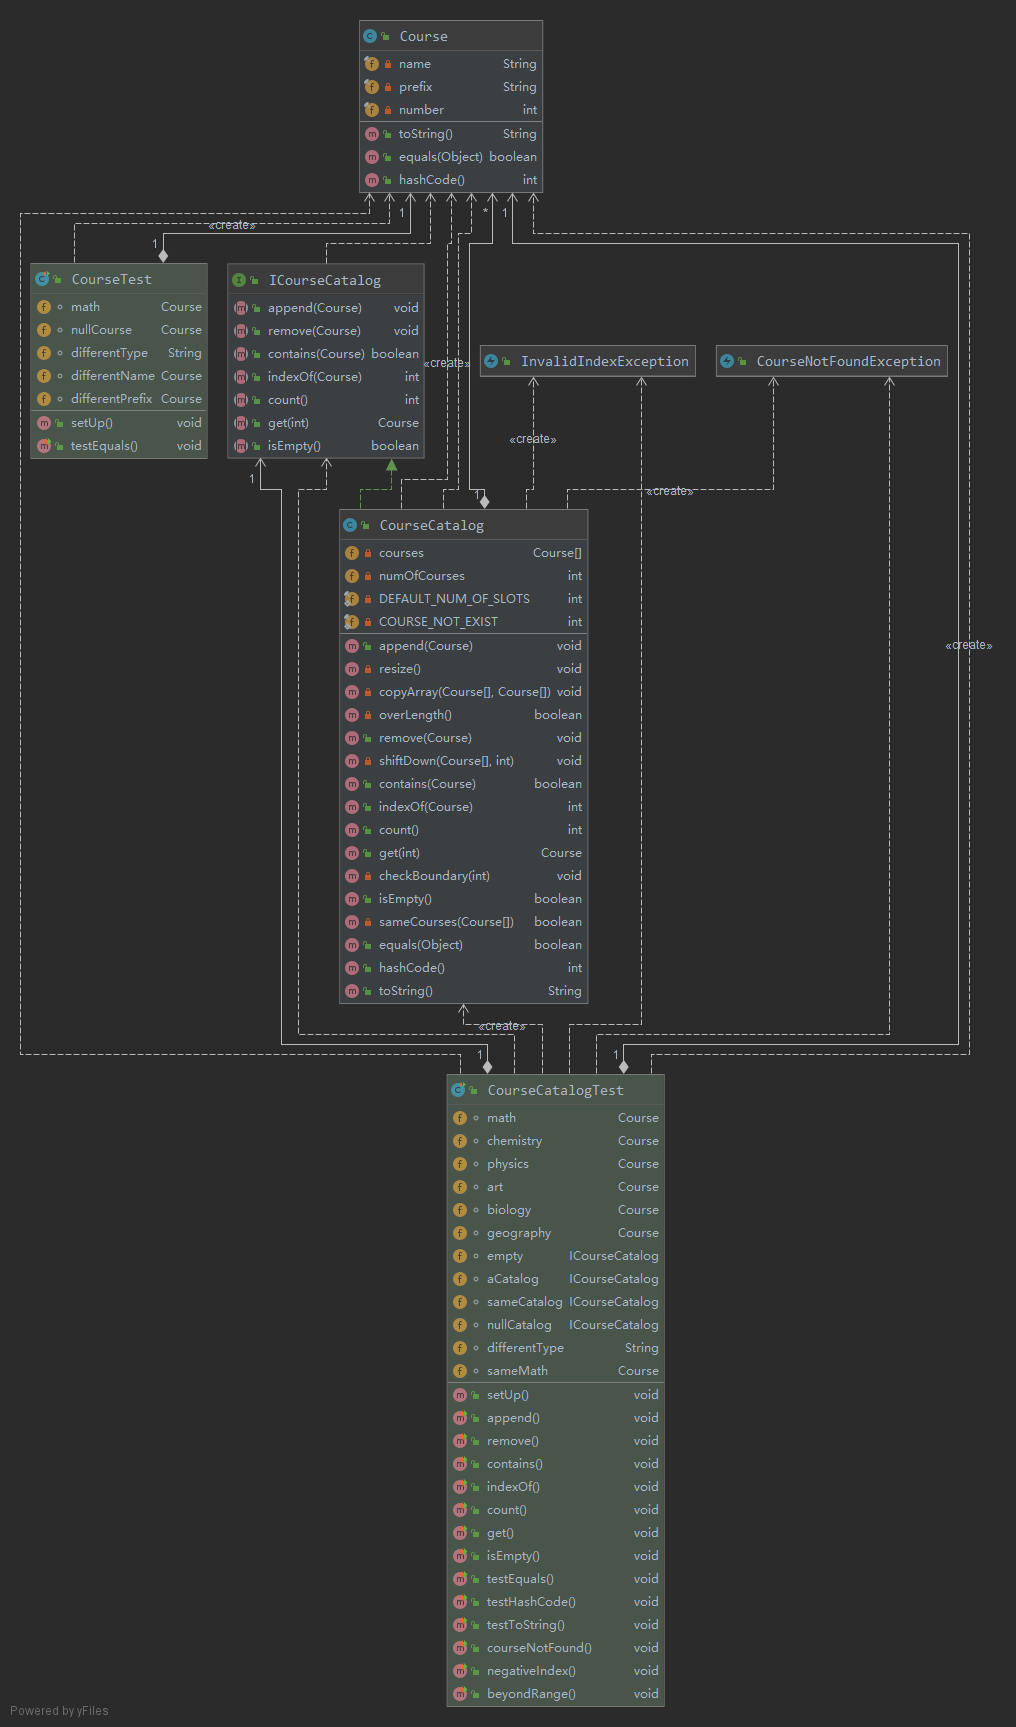 Course
name String
prefix String
number int
toString() String
equals(Object) boolean
hashCode() int
1
*
1
«create»
1
CourseTest
math Course
nullCourse Course
differentType String
differentName Course
differentPrefix Course
setUp() void
testEquals() void
ICourseCatalog
append(Course) void
remove(Course) void
contains(Course) boolean
indexOf(Course) int
count() int
get(int) Course
isEmpty() boolean
«create»
InvalidIndexException
CourseNotFoundException
«create»
1
1
«create»
CourseCatalog
courses Course[]
numOfCourses int
DEFAULT_NUM_OF_SLOTS int
COURSE_NOT_EXIST int
append(Course) void
resize() void
copyArray(Course[], Course[]) void
overLength() boolean
remove(Course) void
shiftDown(Course[], int) void
contains(Course) boolean
indexOf(Course) int
count() int
get(int) Course
checkBoundary(int) void
isEmpty() boolean
sameCourses(Course[]) boolean
equals(Object) boolean
hashCode() int
toString() String
«create»
«create»
1
1
CourseCatalogTest
math Course
chemistry Course
physics Course
art Course
biology Course
geography Course
empty ICourseCatalog
aCatalog ICourseCatalog
sameCatalog ICourseCatalog
nullCatalog ICourseCatalog
differentType String
sameMath Course
setUp() void
append() void
remove() void
contains() void
indexOf() void
count() void
get() void
isEmpty() void
testEquals() void
testHashCode() void
testToString() void
courseNotFound() void
negativeIndex() void
beyondRange() void
Powered by yFiles